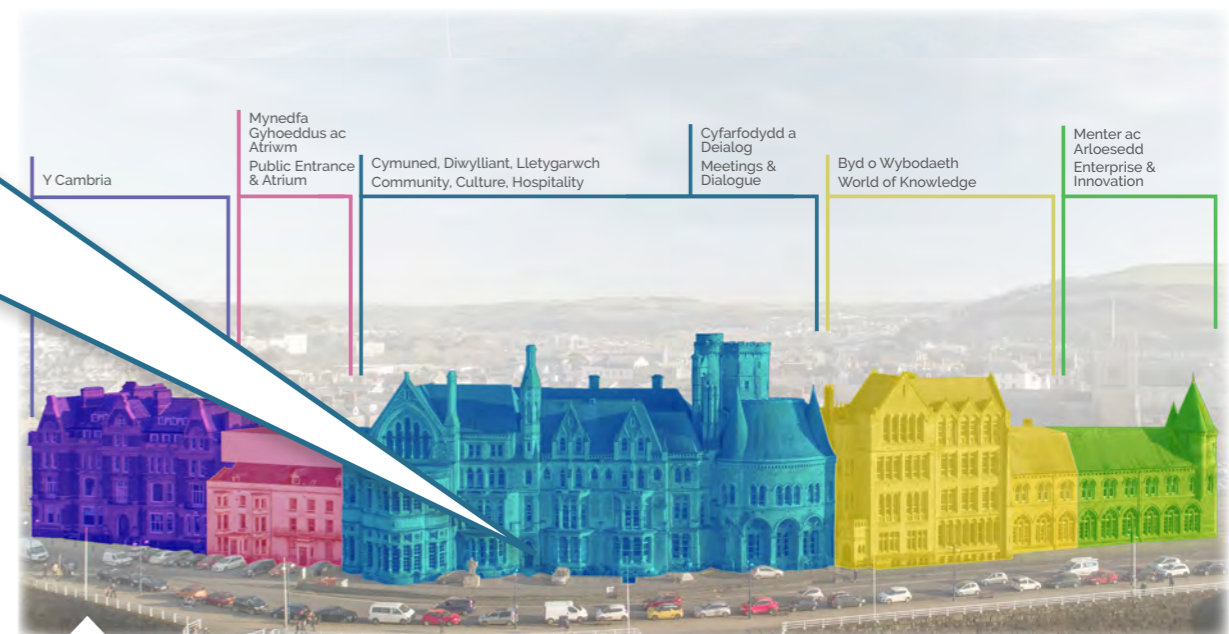 Y Cambria
Mynedfa
Gyhoeddus ac
Atriwm
Public Entrance
& Atrium
Cymuned, Diwylliant, Lletygarwch
Community, Culture, Hospitality
Cyfarfodydd a
Deialog
Meetings &
Dialogue
Byd o Wybodaeth
World of Knowledge
Menter ac
Arloesedd
Enterprise &
Innovation